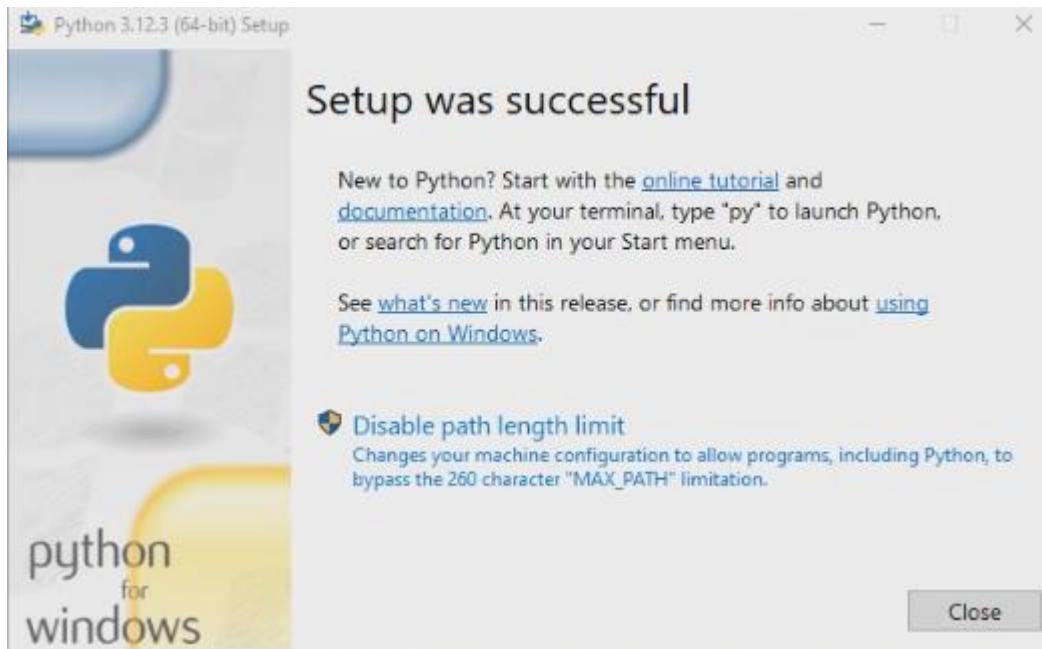 Python 3.12.3 (64-bit) Setup
Setup was successful
New to Python? Start with the online tutorial and
documentation. At your terminal, type "py" to launch Python,
or search for Python in your Start menu.
See what's new in this release, or find more info about using
Python on Windows.
Disable path length limit
Changes your machine configuration to allow programs, including Python, to
bypass the 260 character "MAX_PATH" limitation.
python
for
windows
Close